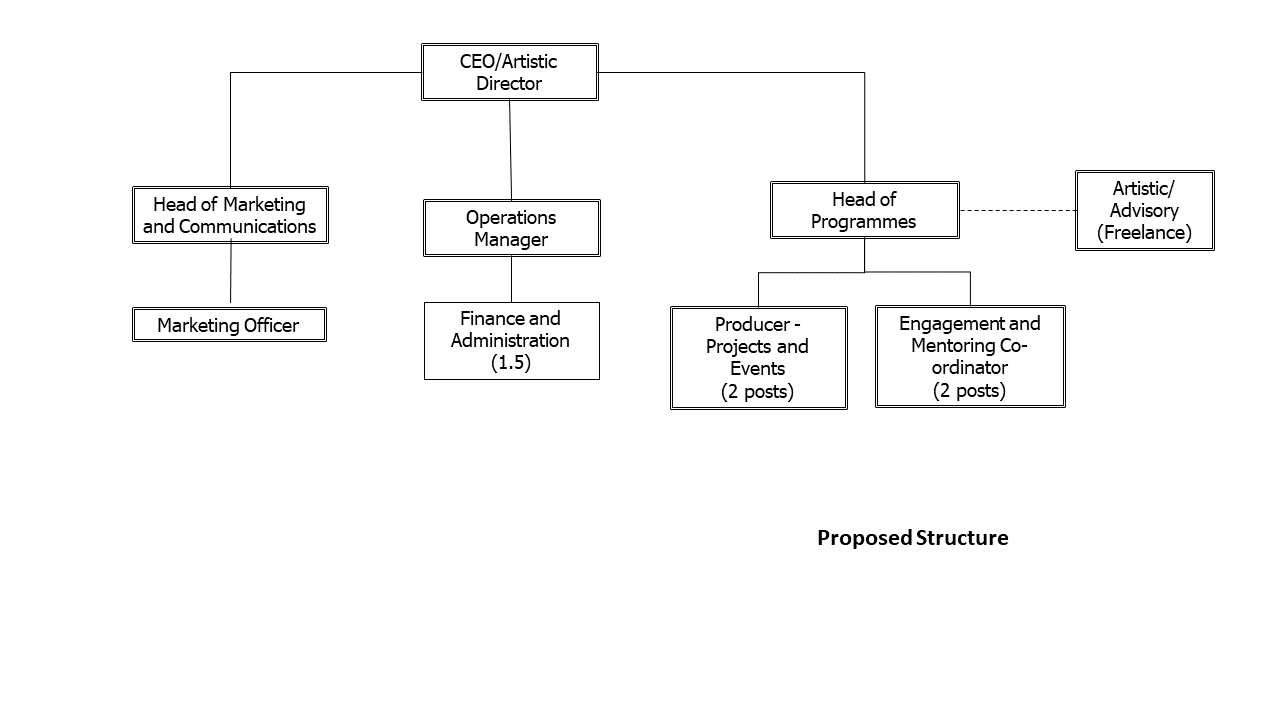 CEO/Artistic
Director
Head of Marketing
and Communications
Operations
Manager
Head of
Programmes
Artistic/
Advisory
(Freelance)
Marketing Officer
Finance and
Administration
(1.5)
Producer -
Projects and
Events
(2 posts)
Engagement and
Mentoring Co-
ordinator
(2 posts)
Proposed Structure